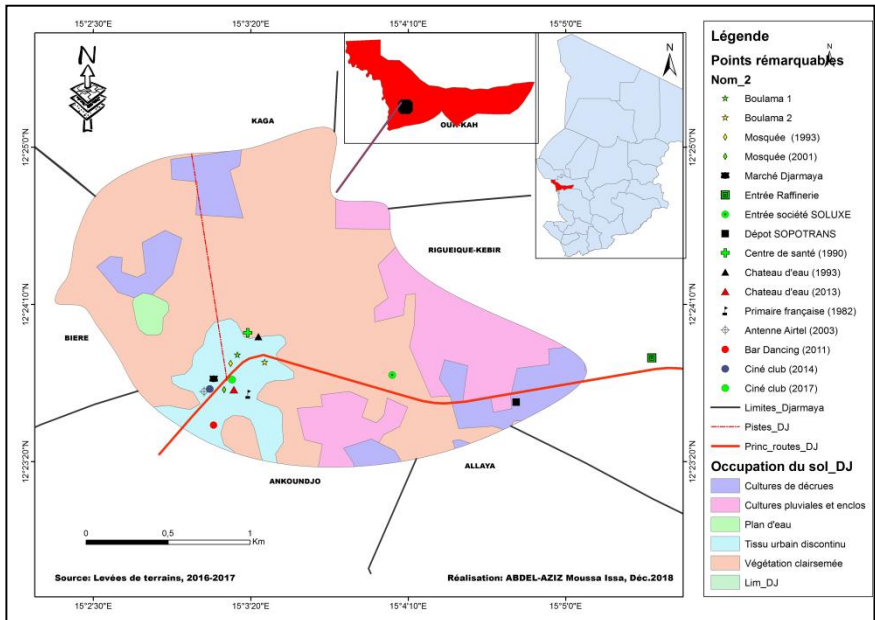 15°2'30"E
15°3'20"E
15°4'10"E
15°5'0"E
12°25'0"N
12°24'10"N
12°23'20"N
12°25'0"N
12°24'10"N
12°23'20"N
N
N
KAGA
OUM-KAH
RIGUEIQUE-KEBIR
BIERE
ANKOUNDJO
ALLAYA
0 0,5 1
Km
Source: Levées de terrains, 2016-2017
Réalisation: ABDEL-AZIZ Moussa Issa, Déc.2018
15°2'30"E
15°3'20"E
15°4'10"E
15°5'0"E
Légende
N
Points rémarquables
Nom_2
Boulama 1
Boulama 2
Mosquée (1993)
Mosquée (2001)
Marché Djarmaya
Entrée Raffinerie
Entrée société SOLUXE
Dépot SOPOTRANS
Centre de santé (1990)
Chateau d'eau (1993)
Chateau d'eau (2013)
Primaire française (1982)
Antenne Airtel (2003)
Bar Dancing (2011)
Ciné club (2014)
Ciné club (2017)
Limites_Djarmaya
Pistes_DJ
Princ_routes_DJ
Occupation du sol_DJ
Cultures de décrues
Cultures pluviales et enclos
Plan d'eau
Tissu urbain discontinu
Végétation clairsemée
Lim_DJ